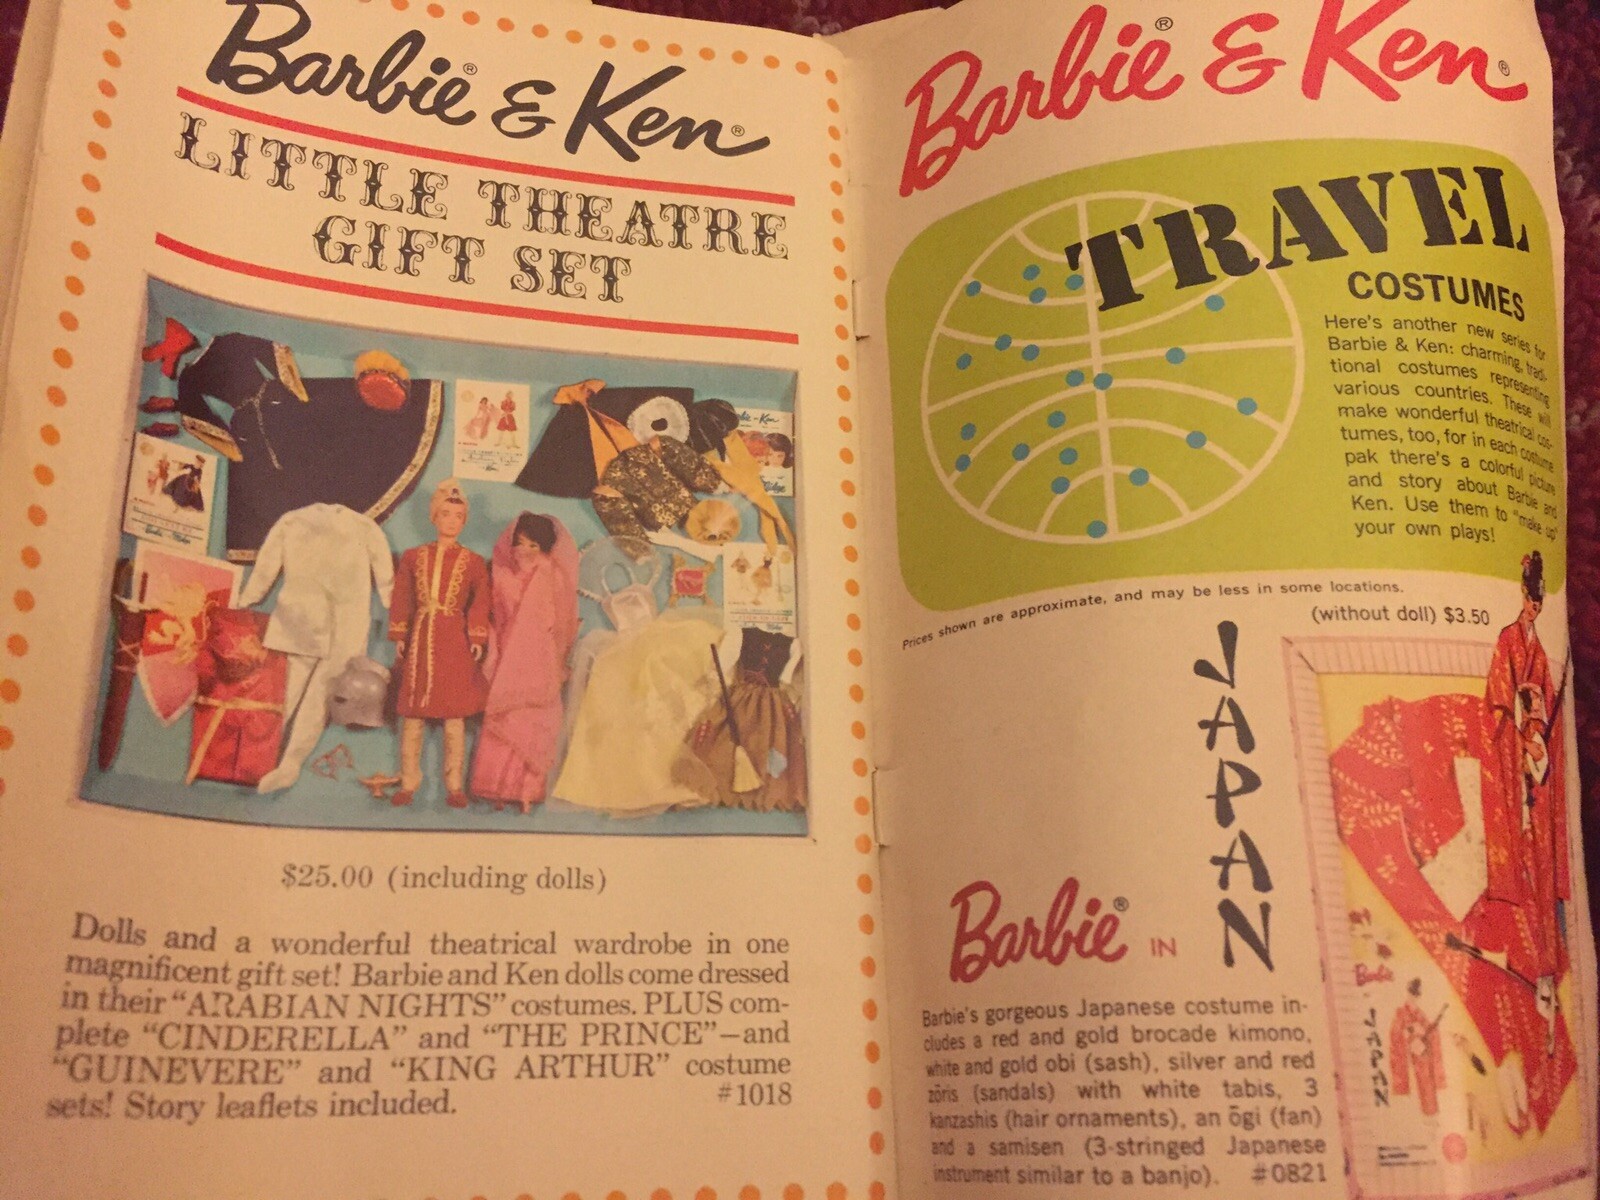 Barbie® & Ken®
LITTLE THEATRE
GIFT SET
$25.00 (including dolls)
Dolls and a wonderful theatrical wardrobe in one
magnificent gift set! Barbie and Ken dolls come dressed
in their "ARABIAN NIGHTS" costumes. PLUS com-
plete "CINDERELLA" and "THE PRINCE"—and
"GUINEVERE" and "KING ARTHUR" costume
sets! Story leaflets included. #1018
Barbie® & Ken®
TRAVEL
COSTUMES
Here's another new series for
Barbie & Ken: charming, tradi-
tional costumes representing
various countries. These will
make wonderful theatrical cos-
tumes, too, for in each costume
pak there's a colorful picture
and story about Barbie and
Ken. Use them to "make up"
your own plays!
Prices shown are approximate, and may be less in some locations.
(without doll) $3.50
Barbie® IN
JAPAN
Barbie's gorgeous Japanese costume in-
cludes a red and gold brocade kimono,
white and gold obi (sash), silver and red
zōris (sandals) with white tabis, 3
kanzashis (hair ornaments), an ōgi (fan)
and a samisen (3-stringed Japanese
instrument similar to a banjo). #0821
Barbie
JAPAN